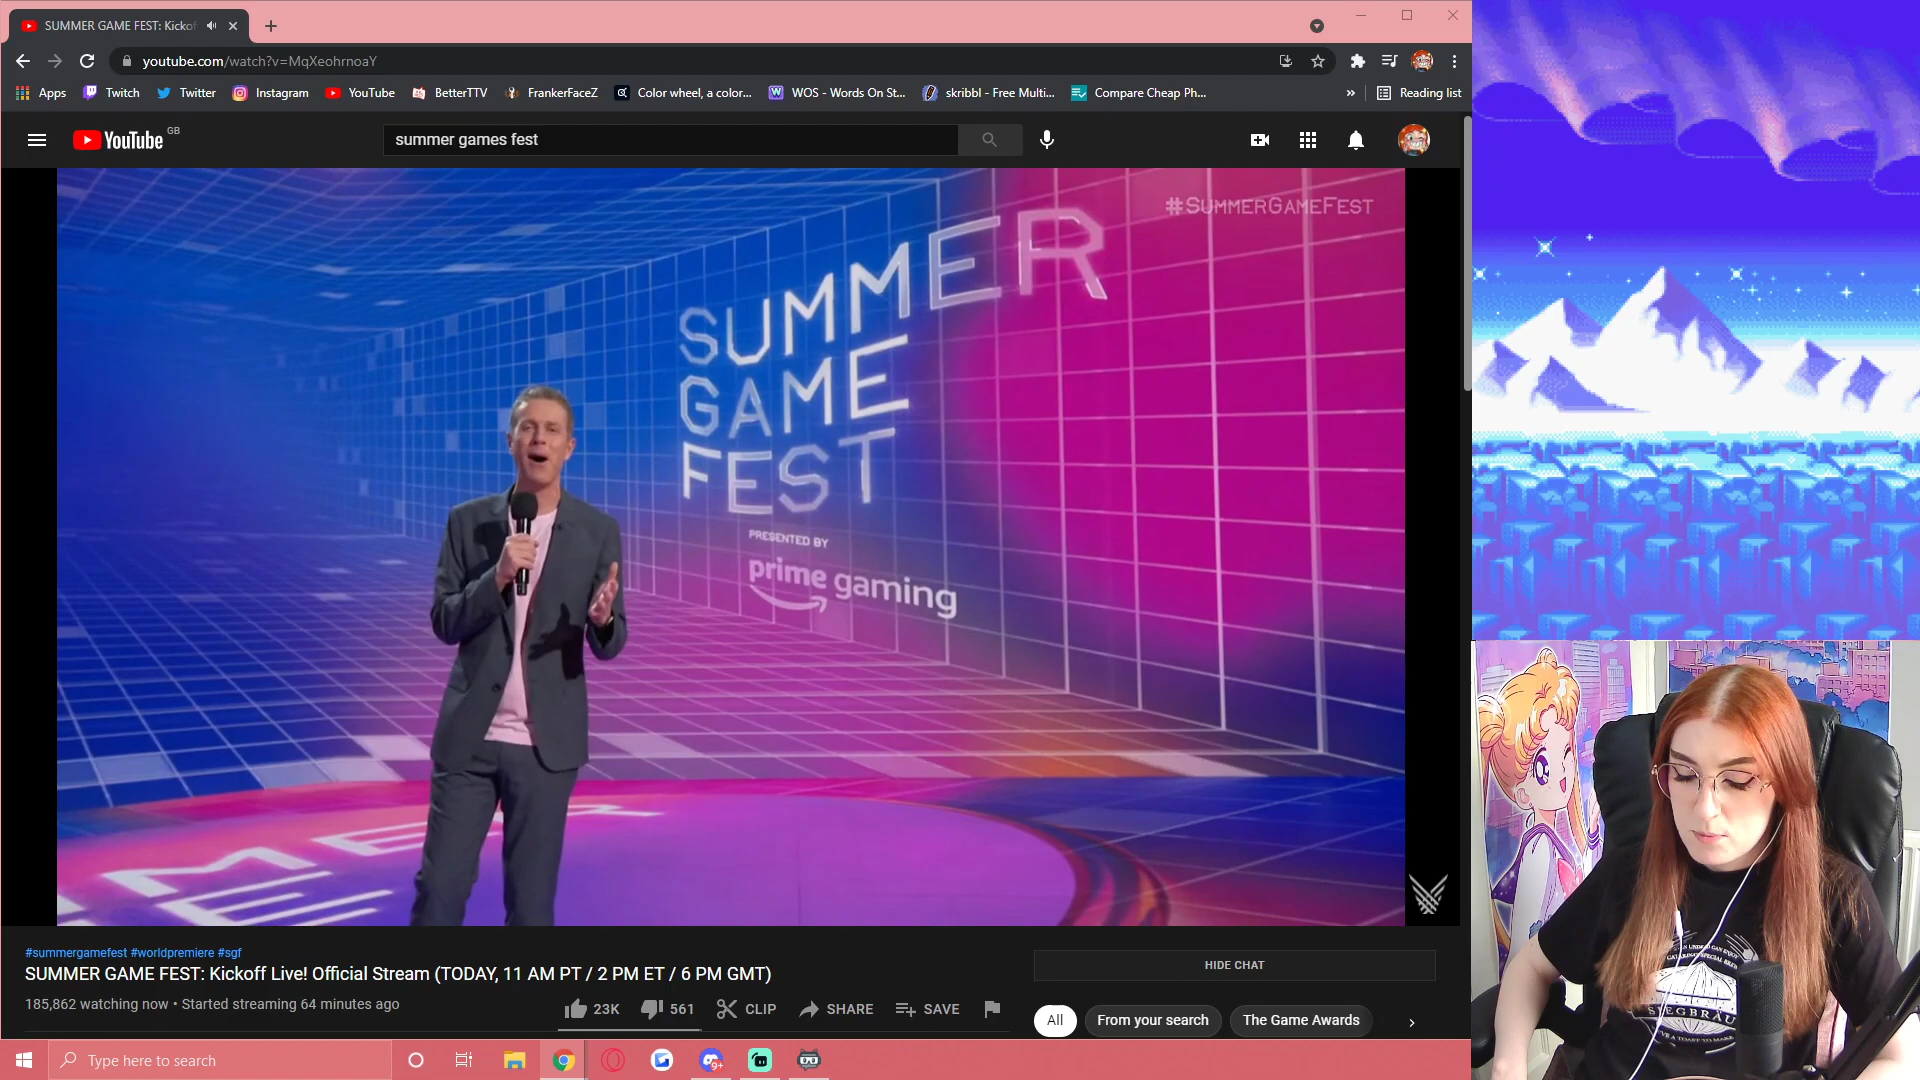 SUMMER GAME FEST: Kicko
youtube.com/watch?v=MqXeohrnoaY
Apps
Twitch
Twitter
Instagram
YouTube
BetterTTV
FrankerFaceZ
Color wheel, a color...
WOS - Words On St...
skribbl - Free Multi...
Compare Cheap Ph...
»
Reading list
YouTube GB
summer games fest
#SUMMERGAMEFEST
SUMMER
GAME
FEST
PRESENTED BY
prime gaming
#summergamefest #worldpremiere #sgf
SUMMER GAME FEST: Kickoff Live! Official Stream (TODAY, 11 AM PT / 2 PM ET / 6 PM GMT)
185,862 watching now • Started streaming 64 minutes ago
23K
561
CLIP
SHARE
SAVE
HIDE CHAT
All
From your search
The Game Awards
Type here to search
9+
SIEGBRÄU